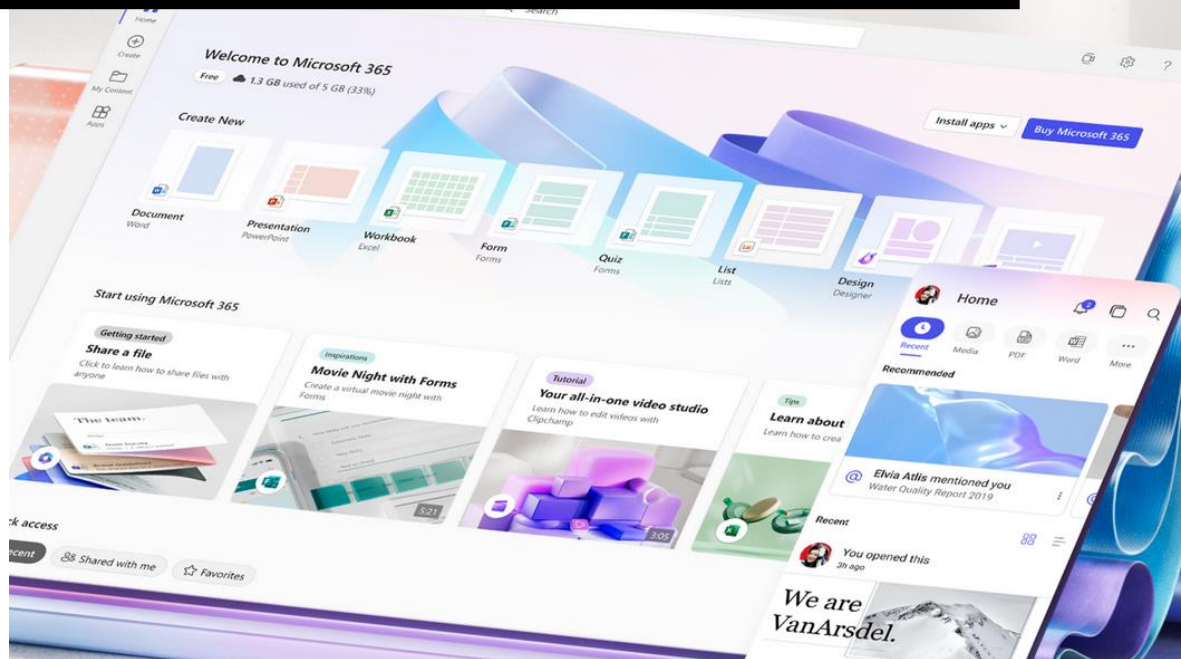 Home
Search
Create
My Content
Apps
Welcome to Microsoft 365
Free 1.3 GB used of 5 GB (33%)
Install apps
Buy Microsoft 365
?
Create New
Document
Word
Presentation
PowerPoint
Workbook
Excel
Form
Forms
Quiz
Forms
List
Lists
Design
Designer
Start using Microsoft 365
Getting started
Share a file
Click to learn how to share files with
anyone
The team.
Inspirations
Movie Night with Forms
Create a virtual movie night with
Forms
5:21
Tutorial
Your all-in-one video studio
Learn how to edit videos with
Clipchamp
3:05
Tips
Learn about
Learn how to crea
ck access
ecent
Shared with me
Favorites
Home
2
Recent
Media
PDF
Word
More
Recommended
@ Elvia Atlis mentioned you
Water Quality Report 2019
Recent
You opened this
3h ago
We are
VanArsdel.